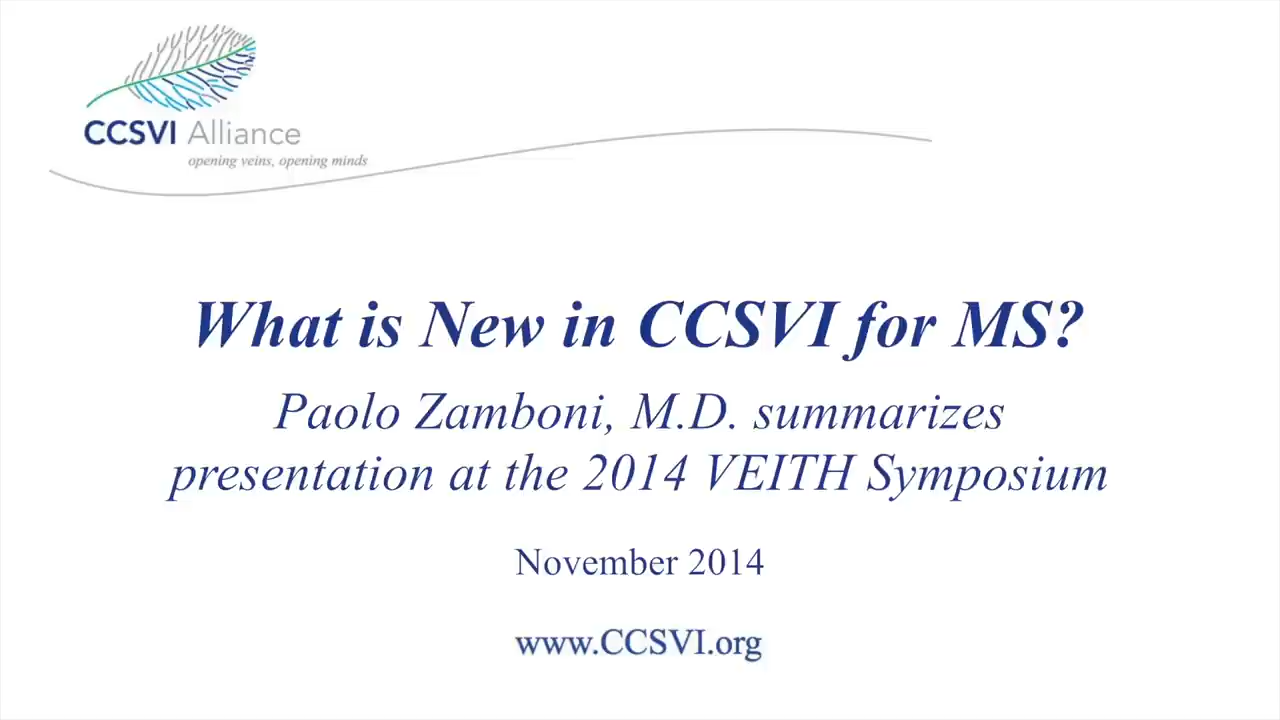 CCSVI Alliance
opening veins, opening minds
What is New in CCSVI for MS?
Paolo Zamboni, M.D. summarizes
presentation at the 2014 VEITH Symposium
November 2014
www.CCSVI.org